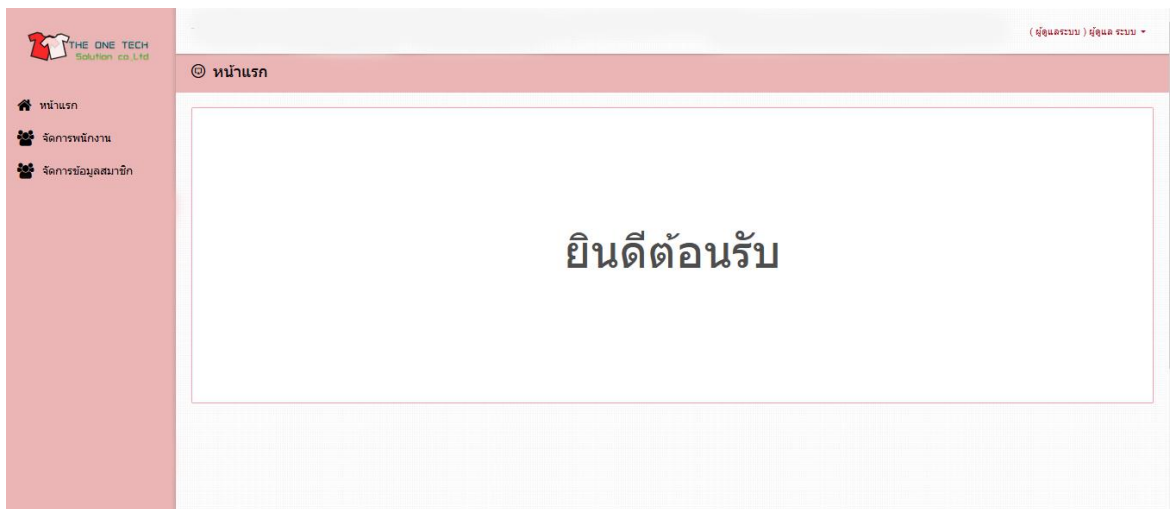 THE ONE TECH
Solution co.,Ltd
( ผู้ดูแลระบบ ) ผู้ดูแล ระบบ
หน้าแรก
หน้าแรก
จัดการพนักงาน
จัดการข้อมูลสมาชิก
ยินดีต้อนรับ